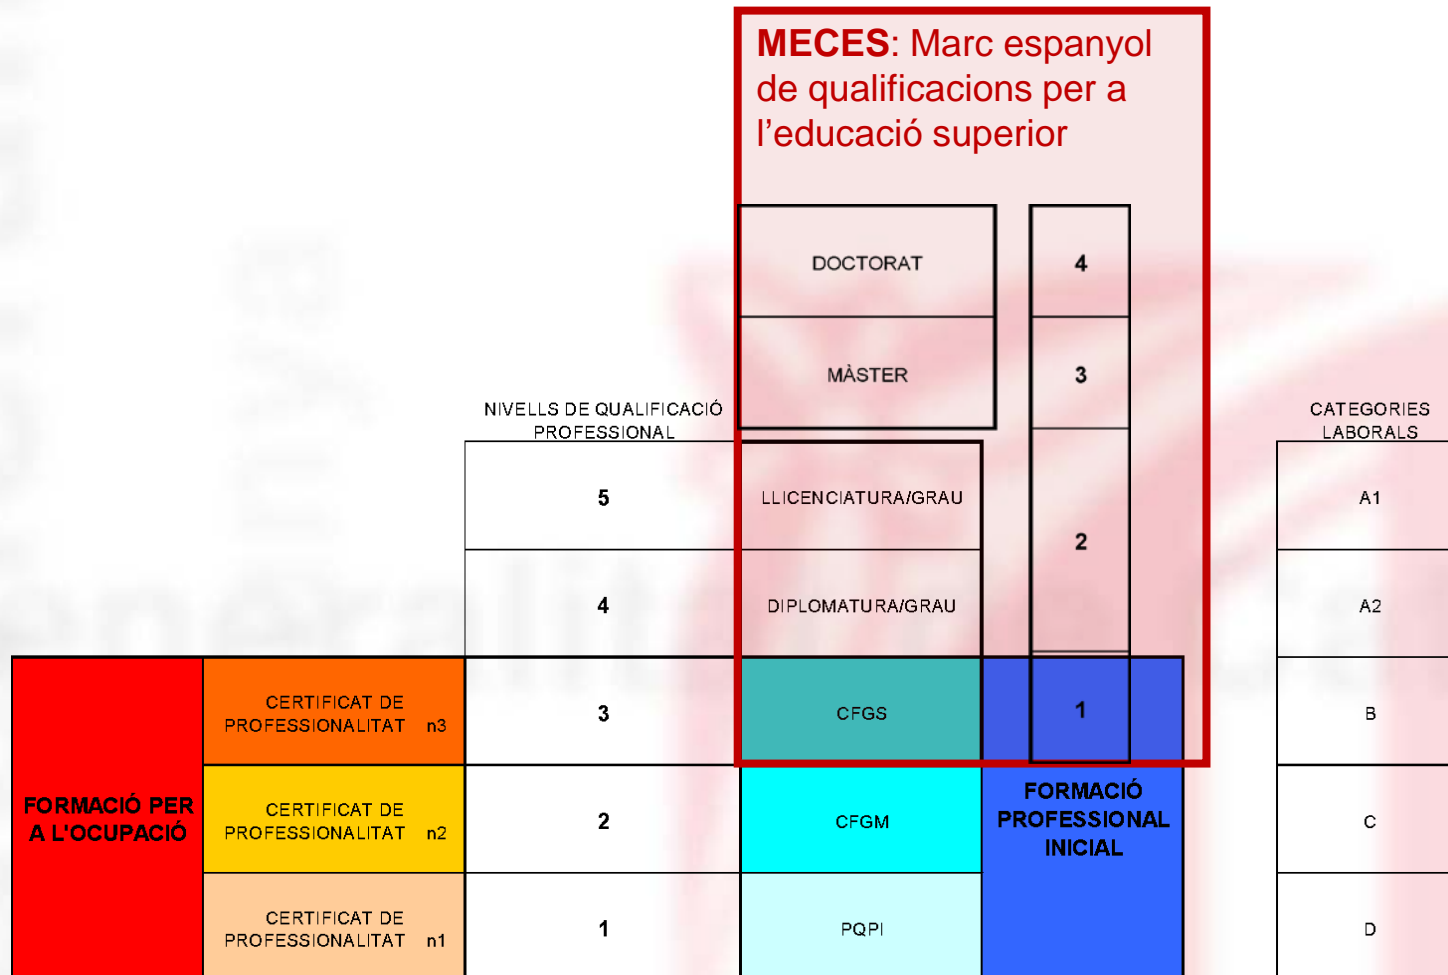 MECES: Marc espanyol
de qualificacions per a
l’educació superior
DOCTORAT
4
MÀSTER
3
NIVELLS DE QUALIFICACIÓ
PROFESSIONAL
CATEGORIES
LABORALS
5
LLICENCIATURA/GRAU
2
A1
4
DIPLOMATURA/GRAU
A2
CERTIFICAT DE
PROFESSIONALITAT n3
3
CFGS
1
B
FORMACIÓ PER
A L'OCUPACIÓ
CERTIFICAT DE
PROFESSIONALITAT n2
2
CFGM
FORMACIÓ
PROFESSIONAL
INICIAL
C
CERTIFICAT DE
PROFESSIONALITAT n1
1
PQPI
D